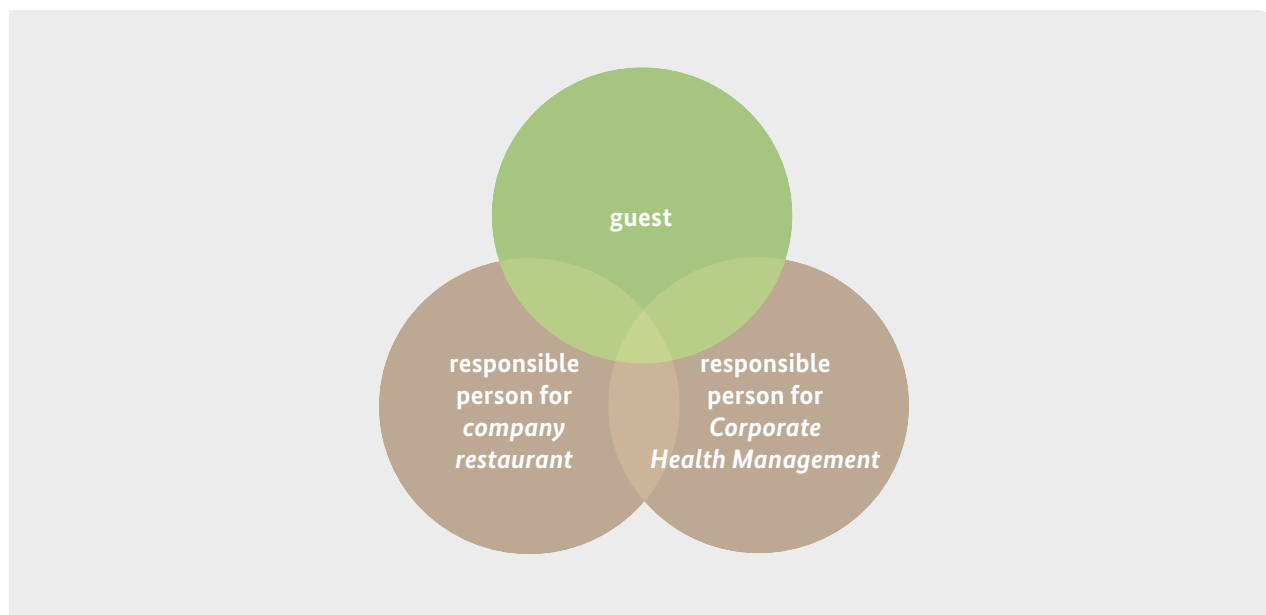 guest
responsible
person for
company
restaurant
responsible
person for
Corporate
Health Management